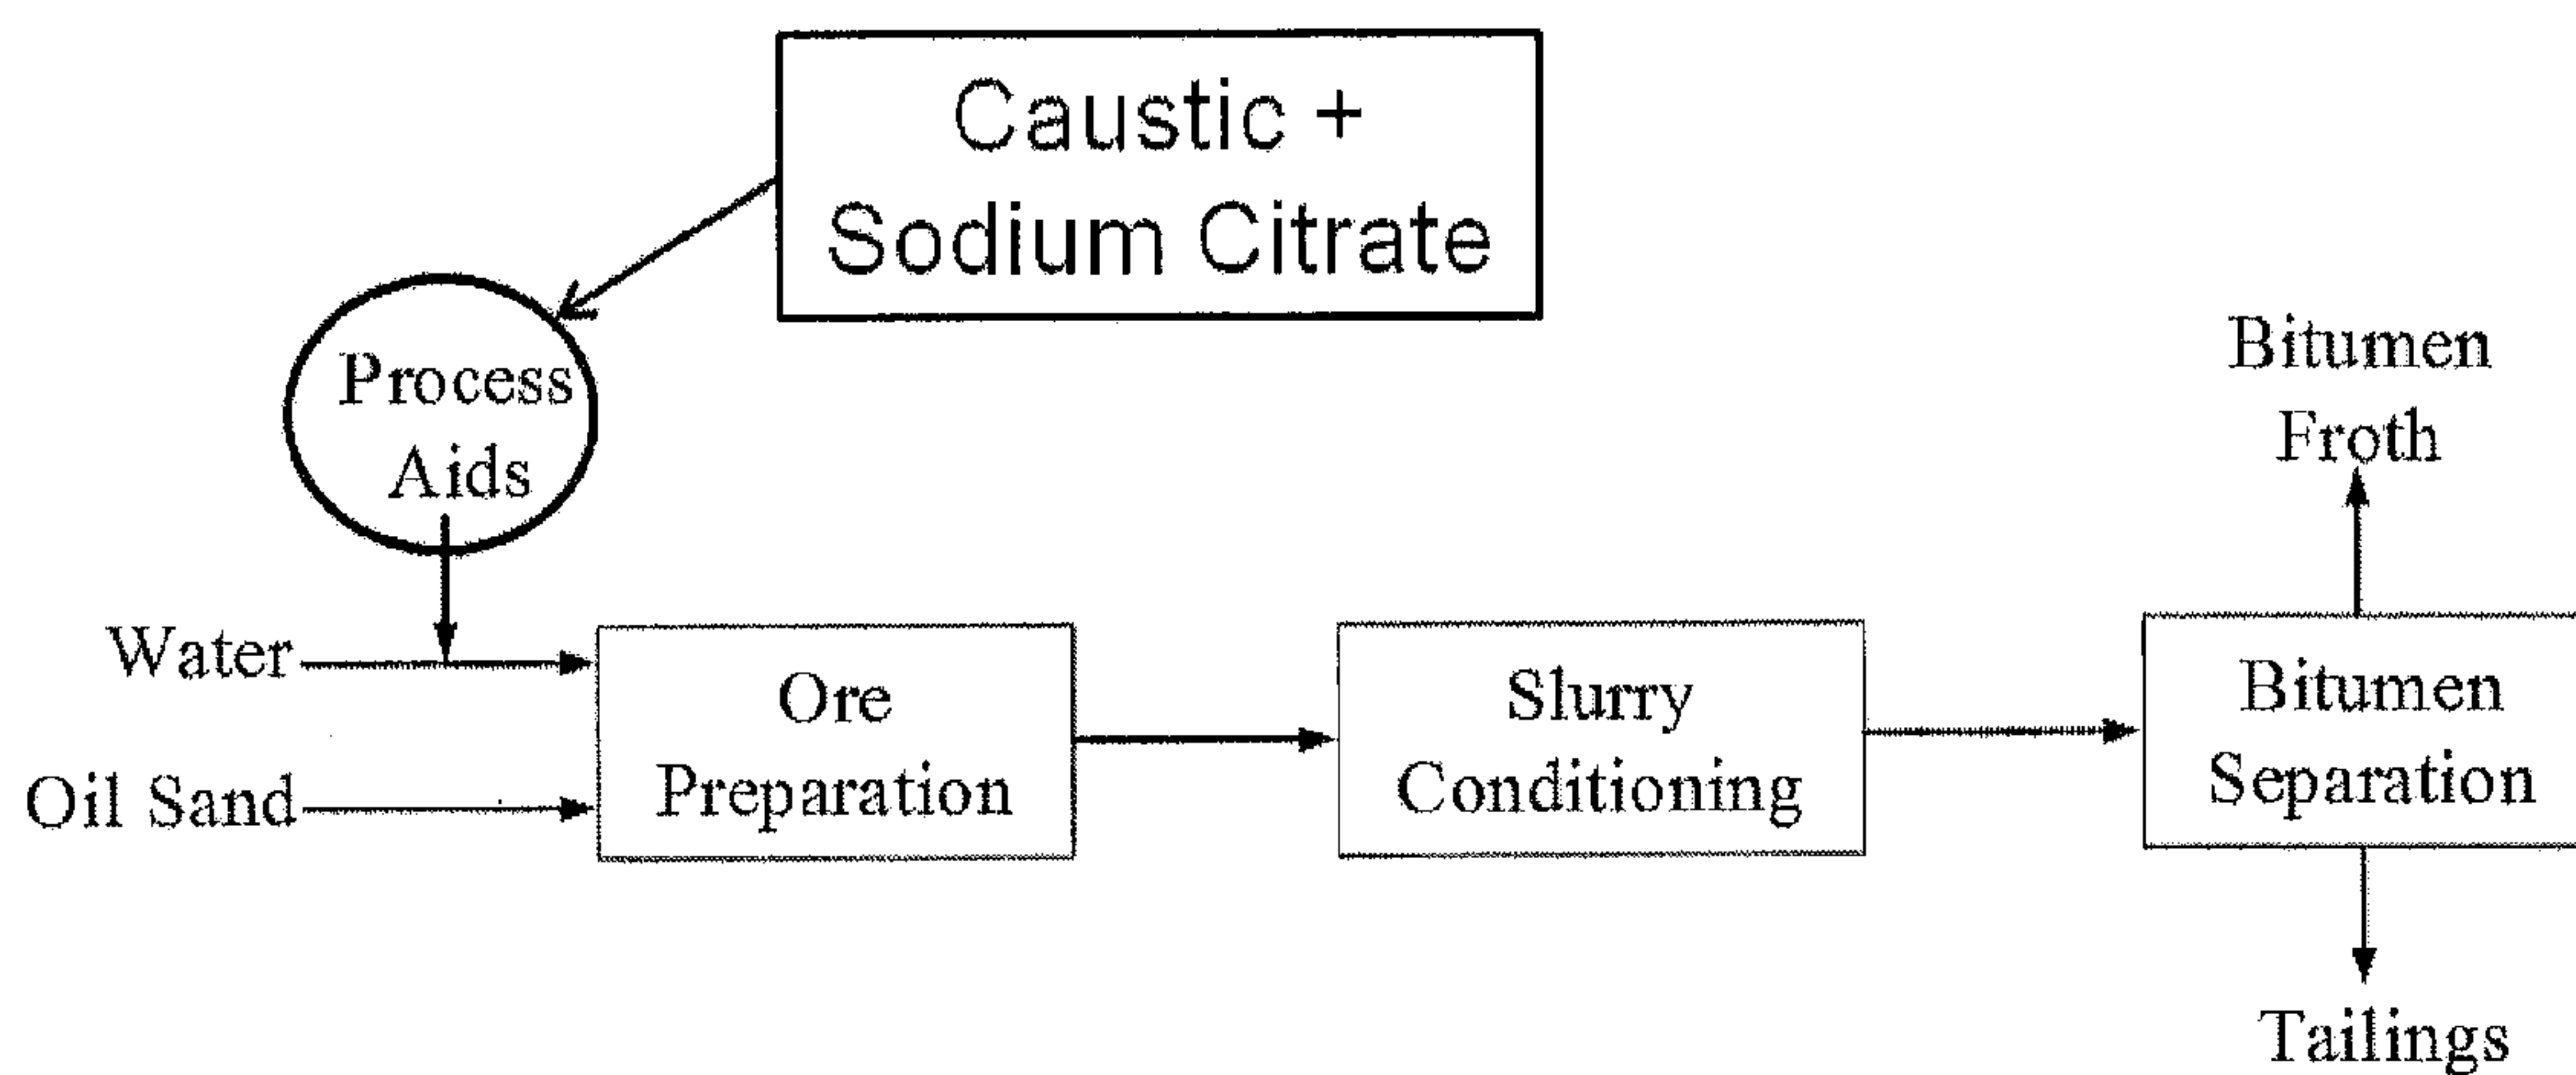 Caustic +
Sodium Citrate
Process
Aids
Bitumen
Froth
Water
Oil Sand
Ore
Preparation
Slurry
Conditioning
Bitumen
Separation
Tailings